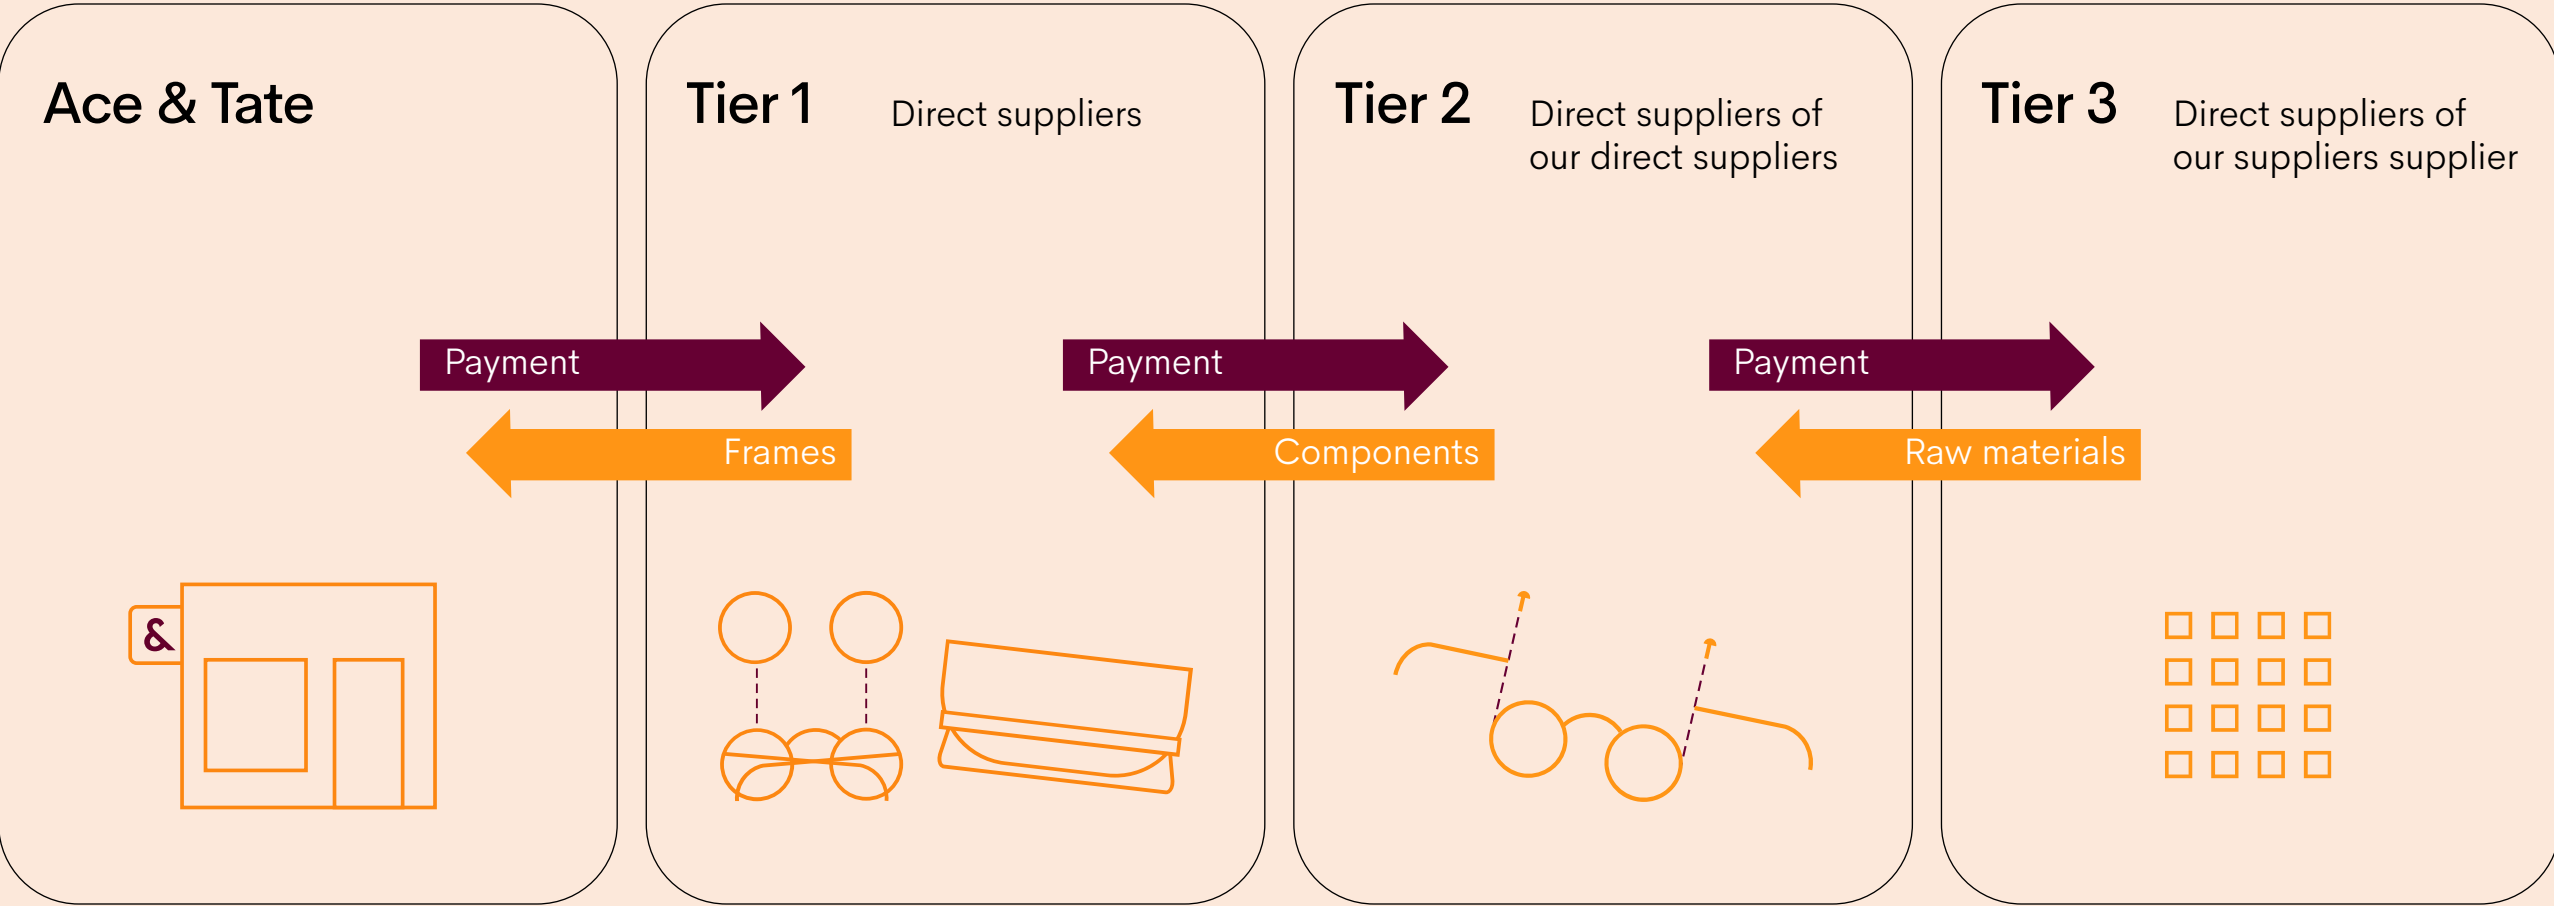 Ace & Tate
Tier 1
Direct suppliers
Tier 2
Direct suppliers of
our direct suppliers
Tier 3
Direct suppliers of
our suppliers supplier
Payment
Frames
Payment
Components
Payment
Raw materials
&